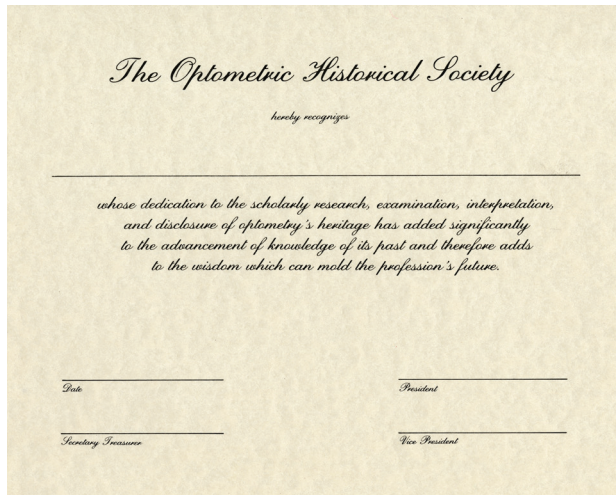 The Optometric Historical Society
hereby recognizes
whose dedication to the scholarly research, examination, interpretation,
and disclosure of optometry's heritage has added significantly
to the advancement of knowledge of its past and therefore adds
to the wisdom which can mold the profession's future.
Date
President
Secretary Treasurer
Vice President